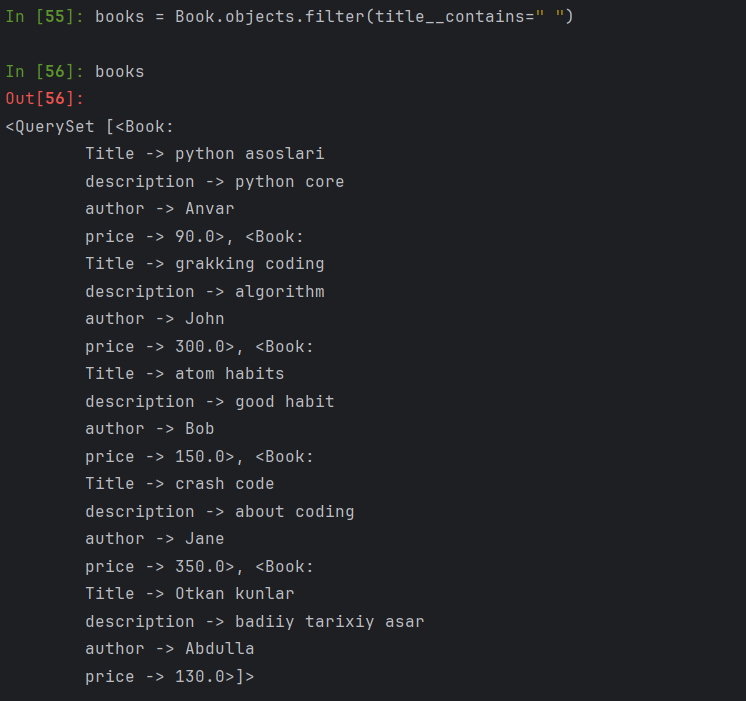 In [55]: books = Book.objects.filter(title__contains=" ")
In [56]: books
Out[56]:
<QuerySet [<Book:
Title -> python asoslari
description -> python core
author -> Anvar
price -> 90.0>, <Book:
Title -> grakking coding
description -> algorithm
author -> John
price -> 300.0>, <Book:
Title -> atom habits
description -> good habit
author -> Bob
price -> 150.0>, <Book:
Title -> crash code
description -> about coding
author -> Jane
price -> 350.0>, <Book:
Title -> Otkan kunlar
description -> badiiy tarixiy asar
author -> Abdulla
price -> 130.0>]>